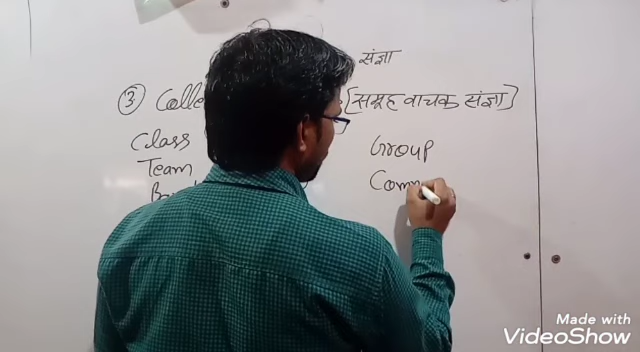 संज्ञा
③ Colle [समूह वाचक संज्ञा]
Class Group
Team Comm
Made with
VideoShow